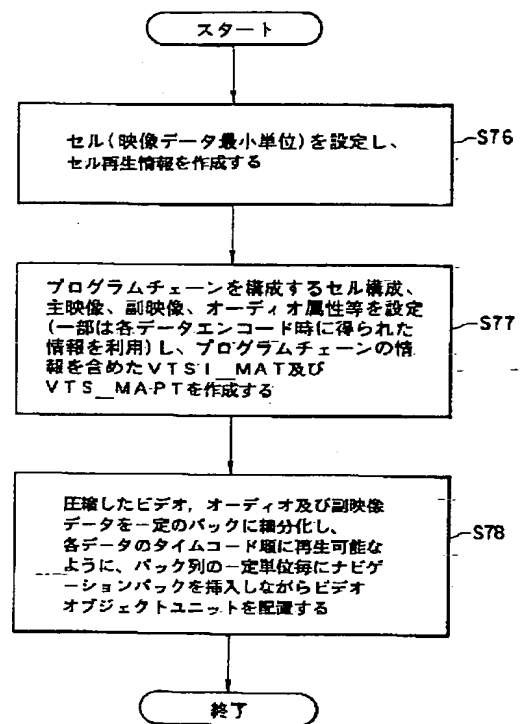 スタート
セル(映像データ最小単位)を設定し、
セル再生情報を作成する
S76
プログラムチェーンを構成するセル構成、
主映像、副映像、オーディオ属性等を設定
(一部は各データエンコード時に得られた
情報を利用)し、プログラムチェーンの情
報を含めたVTSI_MAT及び
VTS_MAPTを作成する
S77
圧縮したビデオ,オーディオ及び副映像
データを一定のパックに細分化し、
各データのタイムコード順に再生可能な
ように、パック列の一定単位毎にナビゲ
ーションパックを挿入しながらビデオ
オブジェクトユニットを配置する
S78
終了